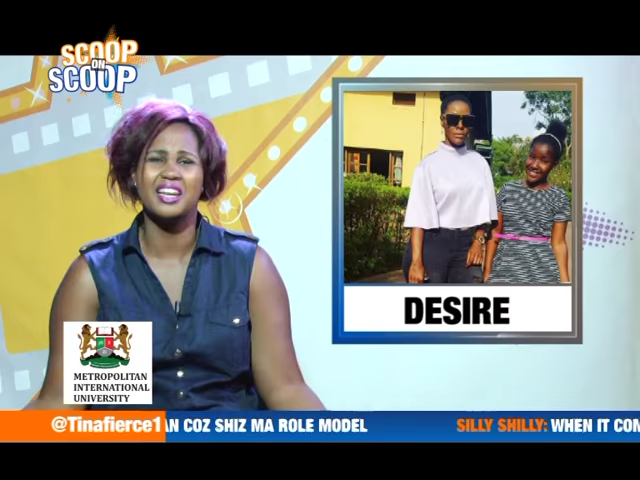 SCOOP
ON
SCOOP
DESIRE
METROPOLITAN
INTERNATIONAL
UNIVERSITY
@Tinafierce1 AN COZ SHIZ MA ROLE MODEL SILLY SHILLY: WHEN IT COM